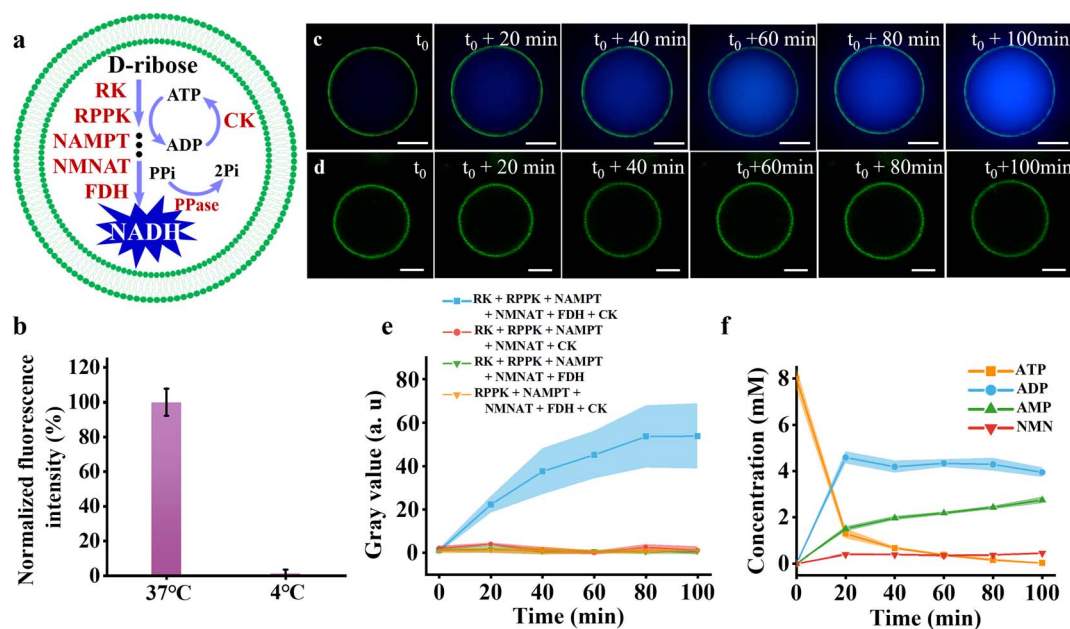 a
D-ribose
RK
RPPK
NAMPT
NMNAT
FDH
ATP
ADP
CK
PPi
2Pi
PPase
NADH
c
t0
t0 + 20 min
t0 + 40 min
t0 +60 min
t0 + 80 min
t0 + 100min
d
t0
t0 + 20 min
t0 + 40 min
t0+60min
t0 + 80min
t0+100min
b
Normalized fluorescence
intensity (%)
120
100
80
60
40
20
0
37°C
4°C
e
RK + RPPK + NAMPT
+ NMNAT + FDH + CK
RK + RPPK + NAMPT
+ NMNAT + CK
RK + RPPK + NAMPT
+ NMNAT + FDH
RPPK + NAMPT +
NMNAT + FDH + CK
Gray value (a. u)
80
60
40
20
0
0 20 40 60 80 100
Time (min)
f
ATP
ADP
AMP
NMN
Concentration (mM)
8
6
4
2
0
0 20 40 60 80 100
Time (min)